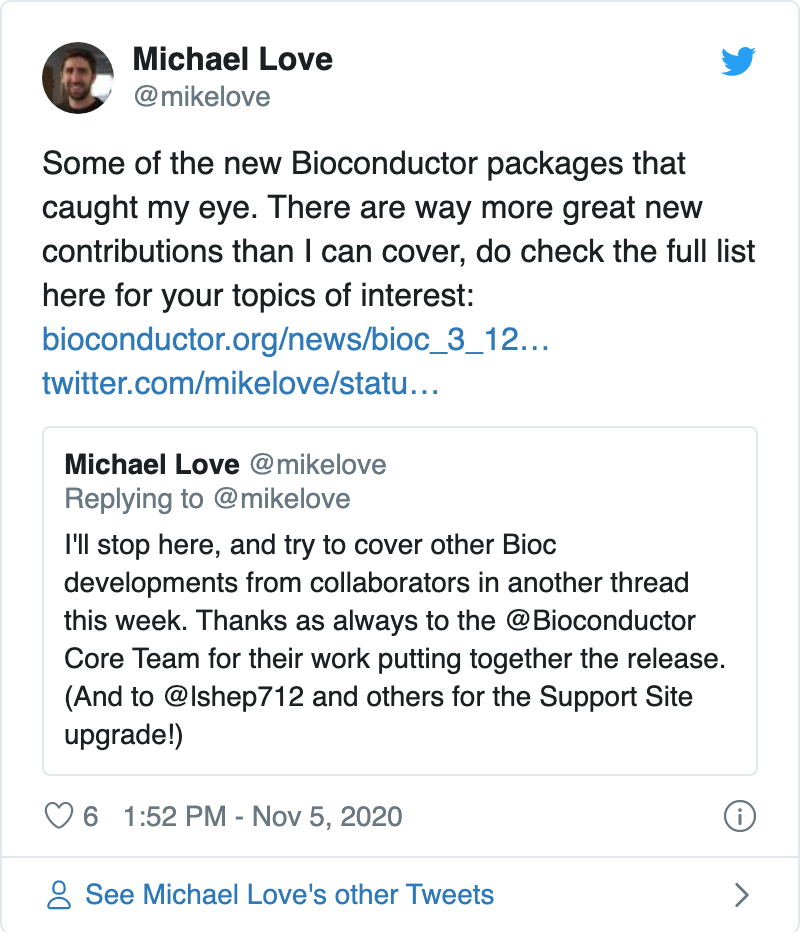 Michael Love
@mikelove
Some of the new Bioconductor packages that
caught my eye. There are way more great new
contributions than I can cover, do check the full list
here for your topics of interest:
bioconductor.org/news/bioc_3_12…
twitter.com/mikelove/statu…
Michael Love @mikelove
Replying to @mikelove
I'll stop here, and try to cover other Bioc
developments from collaborators in another thread
this week. Thanks as always to the @Bioconductor
Core Team for their work putting together the release.
(And to @lshep712 and others for the Support Site
upgrade!)
6 1:52 PM - Nov 5, 2020
See Michael Love's other Tweets